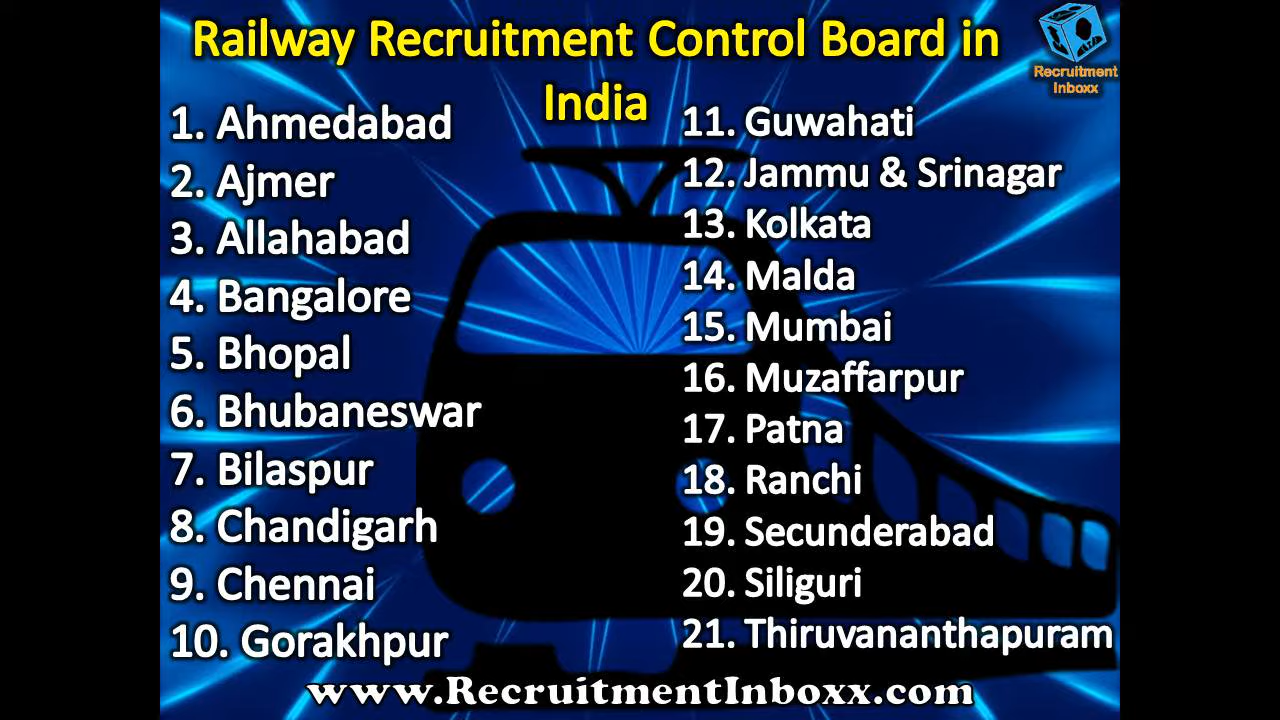 Railway Recruitment Control Board in
India
Recruitment
Inboxx
1. Ahmedabad
2. Ajmer
3. Allahabad
4. Bangalore
5. Bhopal
6. Bhubaneswar
7. Bilaspur
8. Chandigarh
9. Chennai
10. Gorakhpur
11. Guwahati
12. Jammu & Srinagar
13. Kolkata
14. Malda
15. Mumbai
16. Muzaffarpur
17. Patna
18. Ranchi
19. Secunderabad
20. Siliguri
21. Thiruvananthapuram
www.RecruitmentInboxx.com